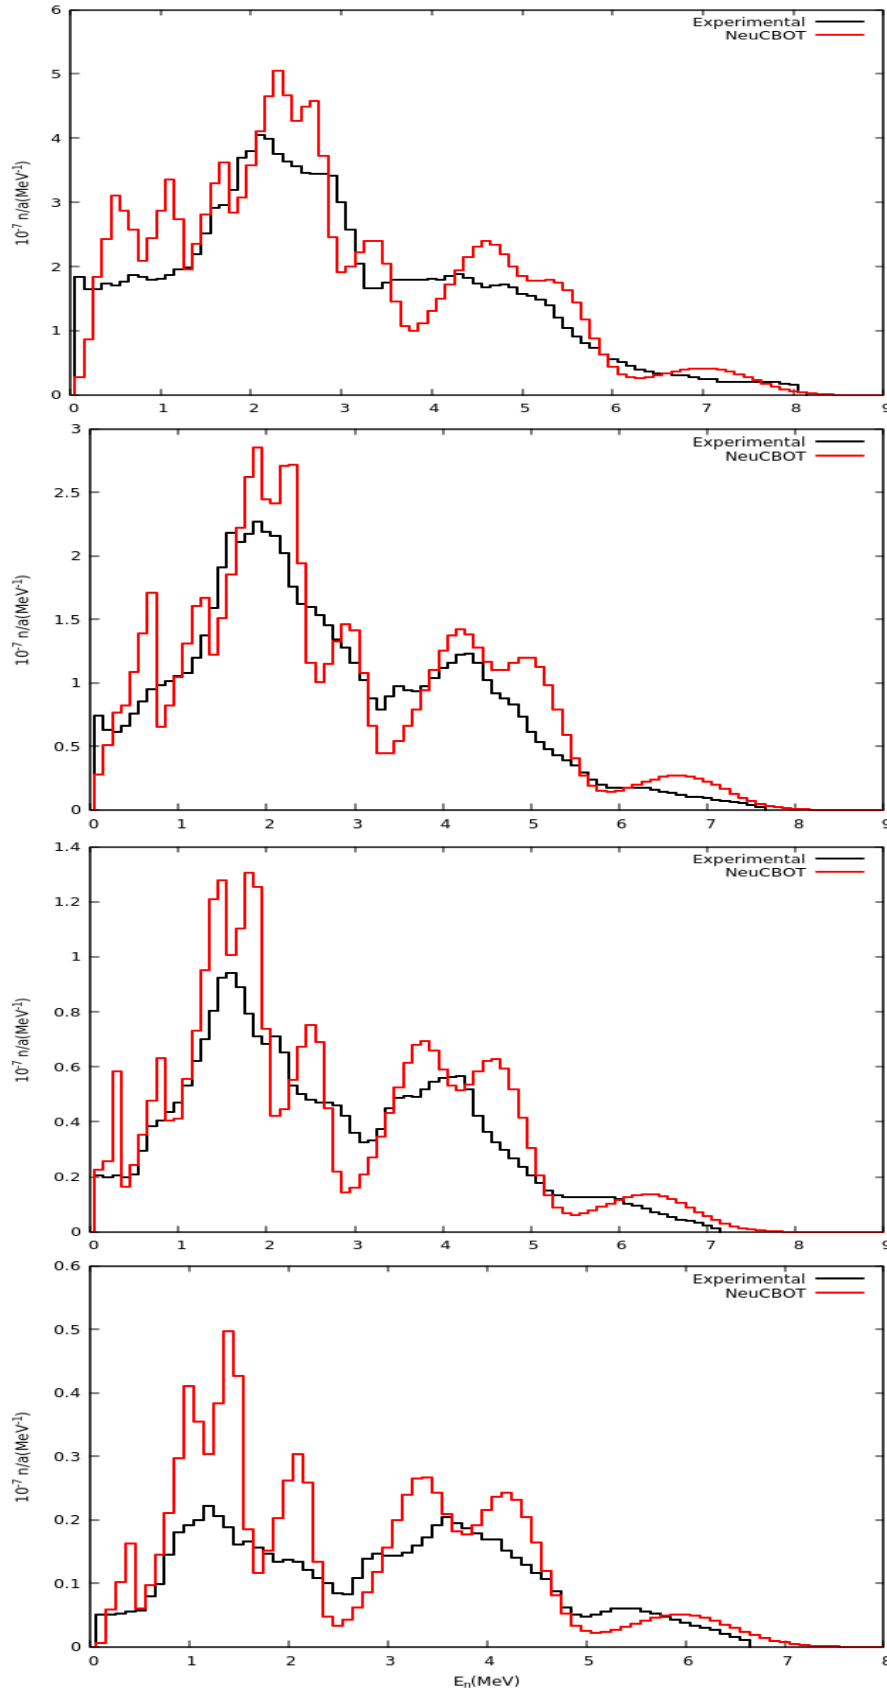 6
5
4
3
2
1
0
10⁻⁷ n/a(MeV⁻¹)
Experimental
NeuCBOT
0 1 2 3 4 5 6 7 8 9
3
2.5
2
1.5
1
0.5
0
10⁻⁷ n/a(MeV⁻¹)
Experimental
NeuCBOT
0 1 2 3 4 5 6 7 8 9
1.4
1.2
1
0.8
0.6
0.4
0.2
0
10⁻⁷ n/a(MeV⁻¹)
Experimental
NeuCBOT
0 1 2 3 4 5 6 7 8 9
0.6
0.5
0.4
0.3
0.2
0.1
0
10⁻⁷ n/a(MeV⁻¹)
Experimental
NeuCBOT
0 1 2 3 4 5 6 7 8
Eₙ(MeV)